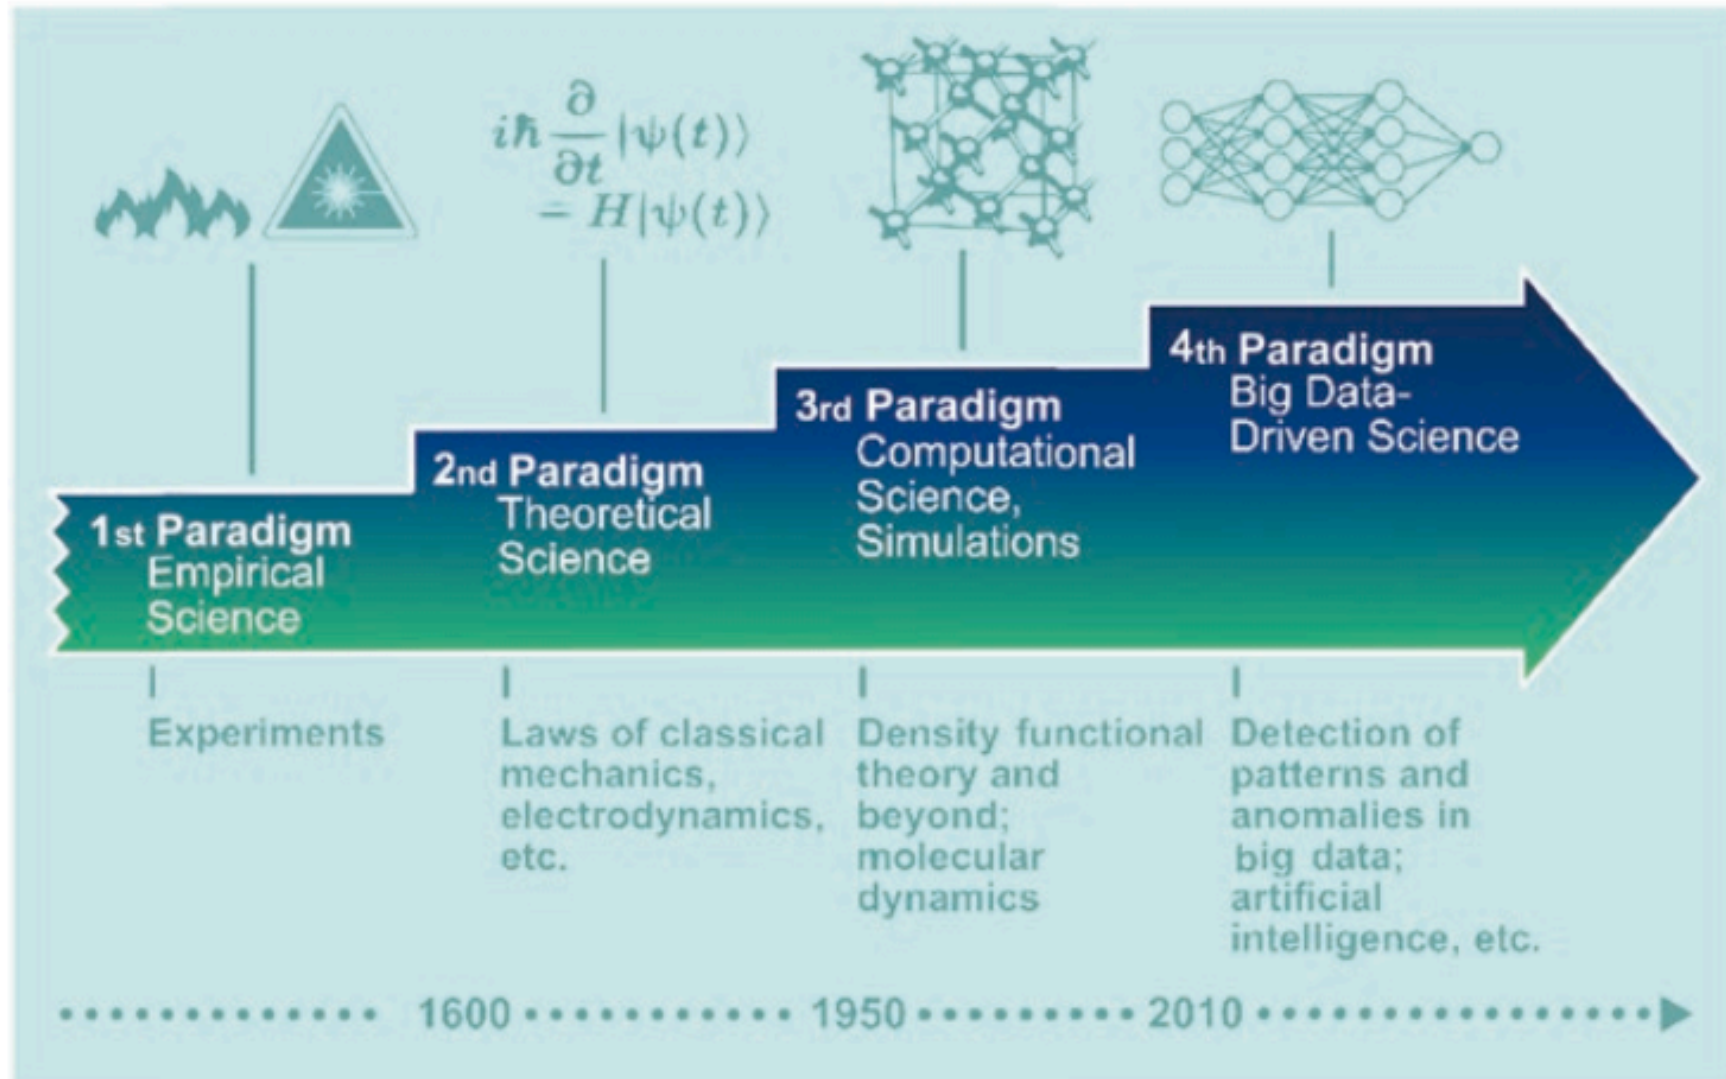 iℏ ∂/∂t |ψ(t)⟩
− H|ψ(t)⟩
1st Paradigm
Empirical
Science
2nd Paradigm
Theoretical
Science
3rd Paradigm
Computational
Science,
Simulations
4th Paradigm
Big Data-
Driven Science
Experiments
Laws of classical
mechanics,
electrodynamics,
etc.
Density functional
theory and
beyond;
molecular
dynamics
Detection of
patterns and
anomalies in
big data;
artificial
intelligence, etc.
1600
1950
2010